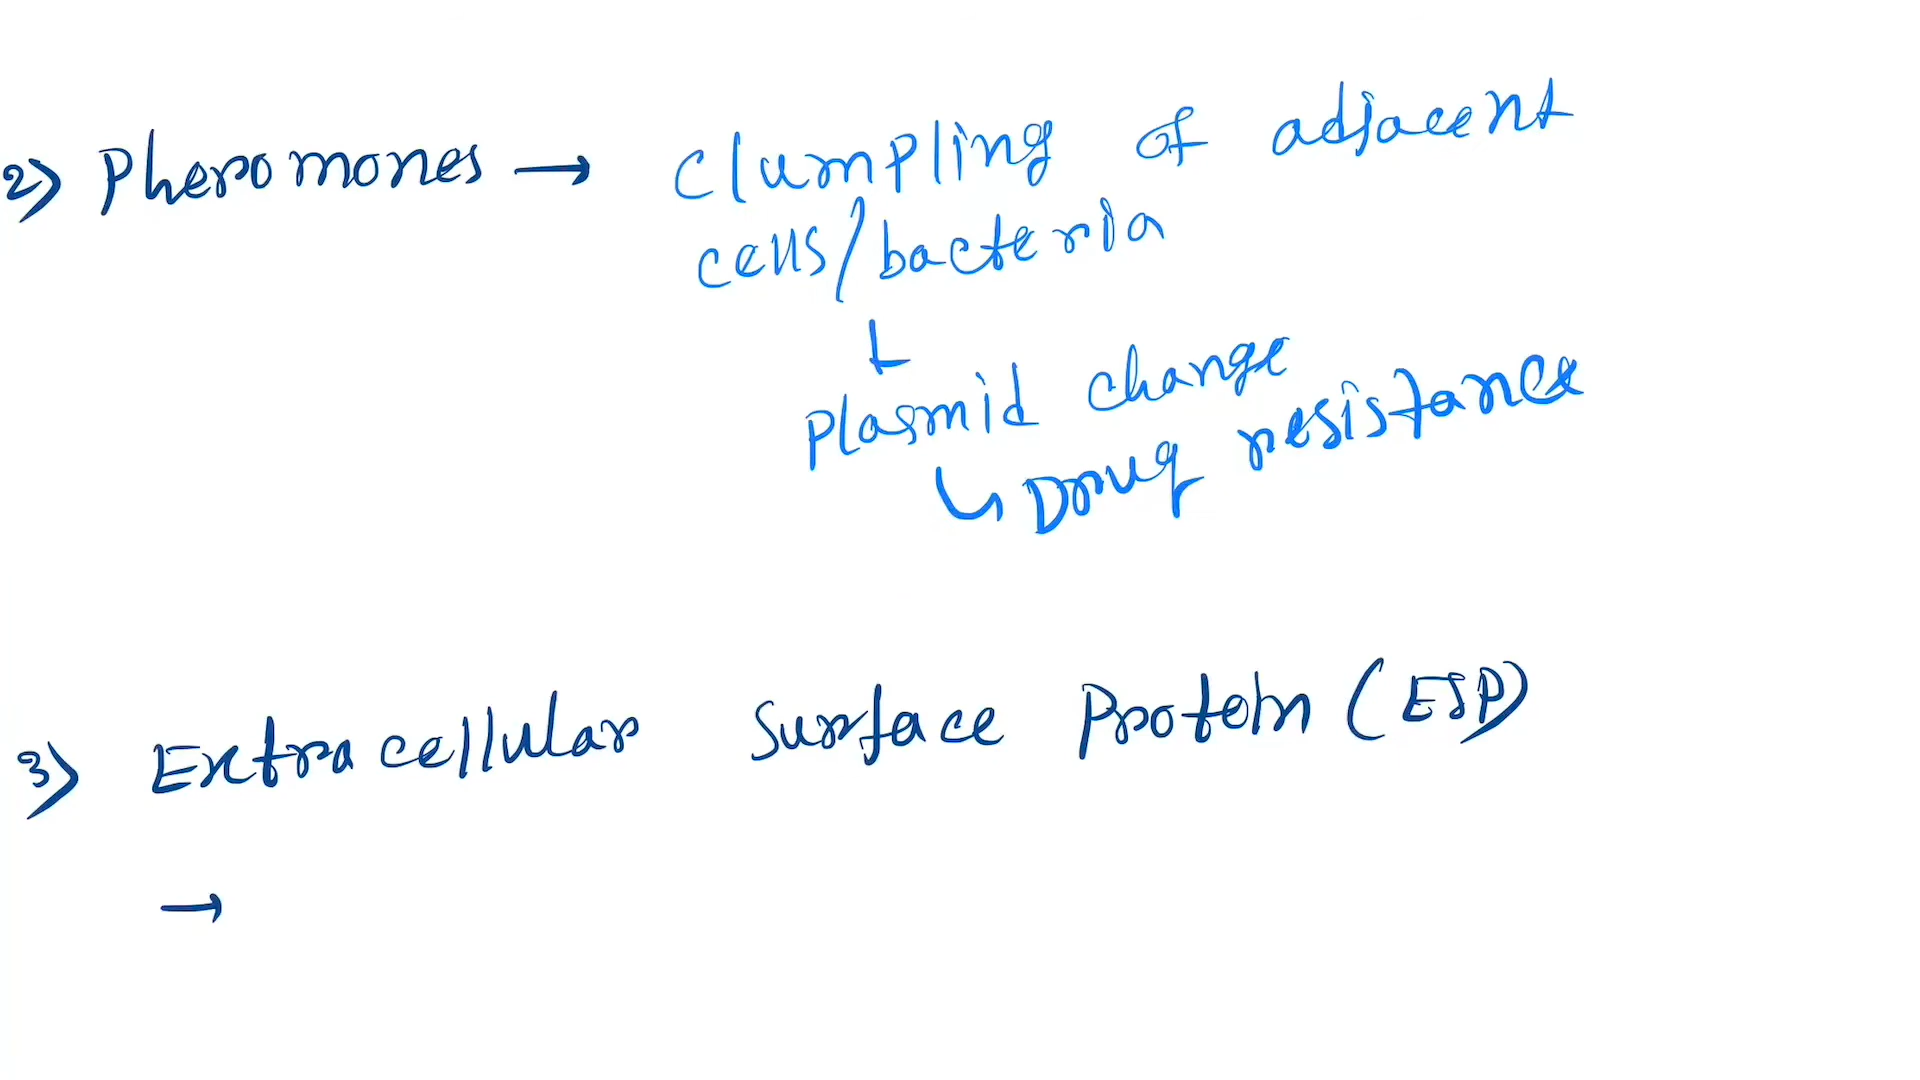 2) Pheromones → clumpling of adjacent
cells/bacteria
↓
plasmid change
↳ Drug resistance
3) Extracellular Surface Protein (ESP)
→